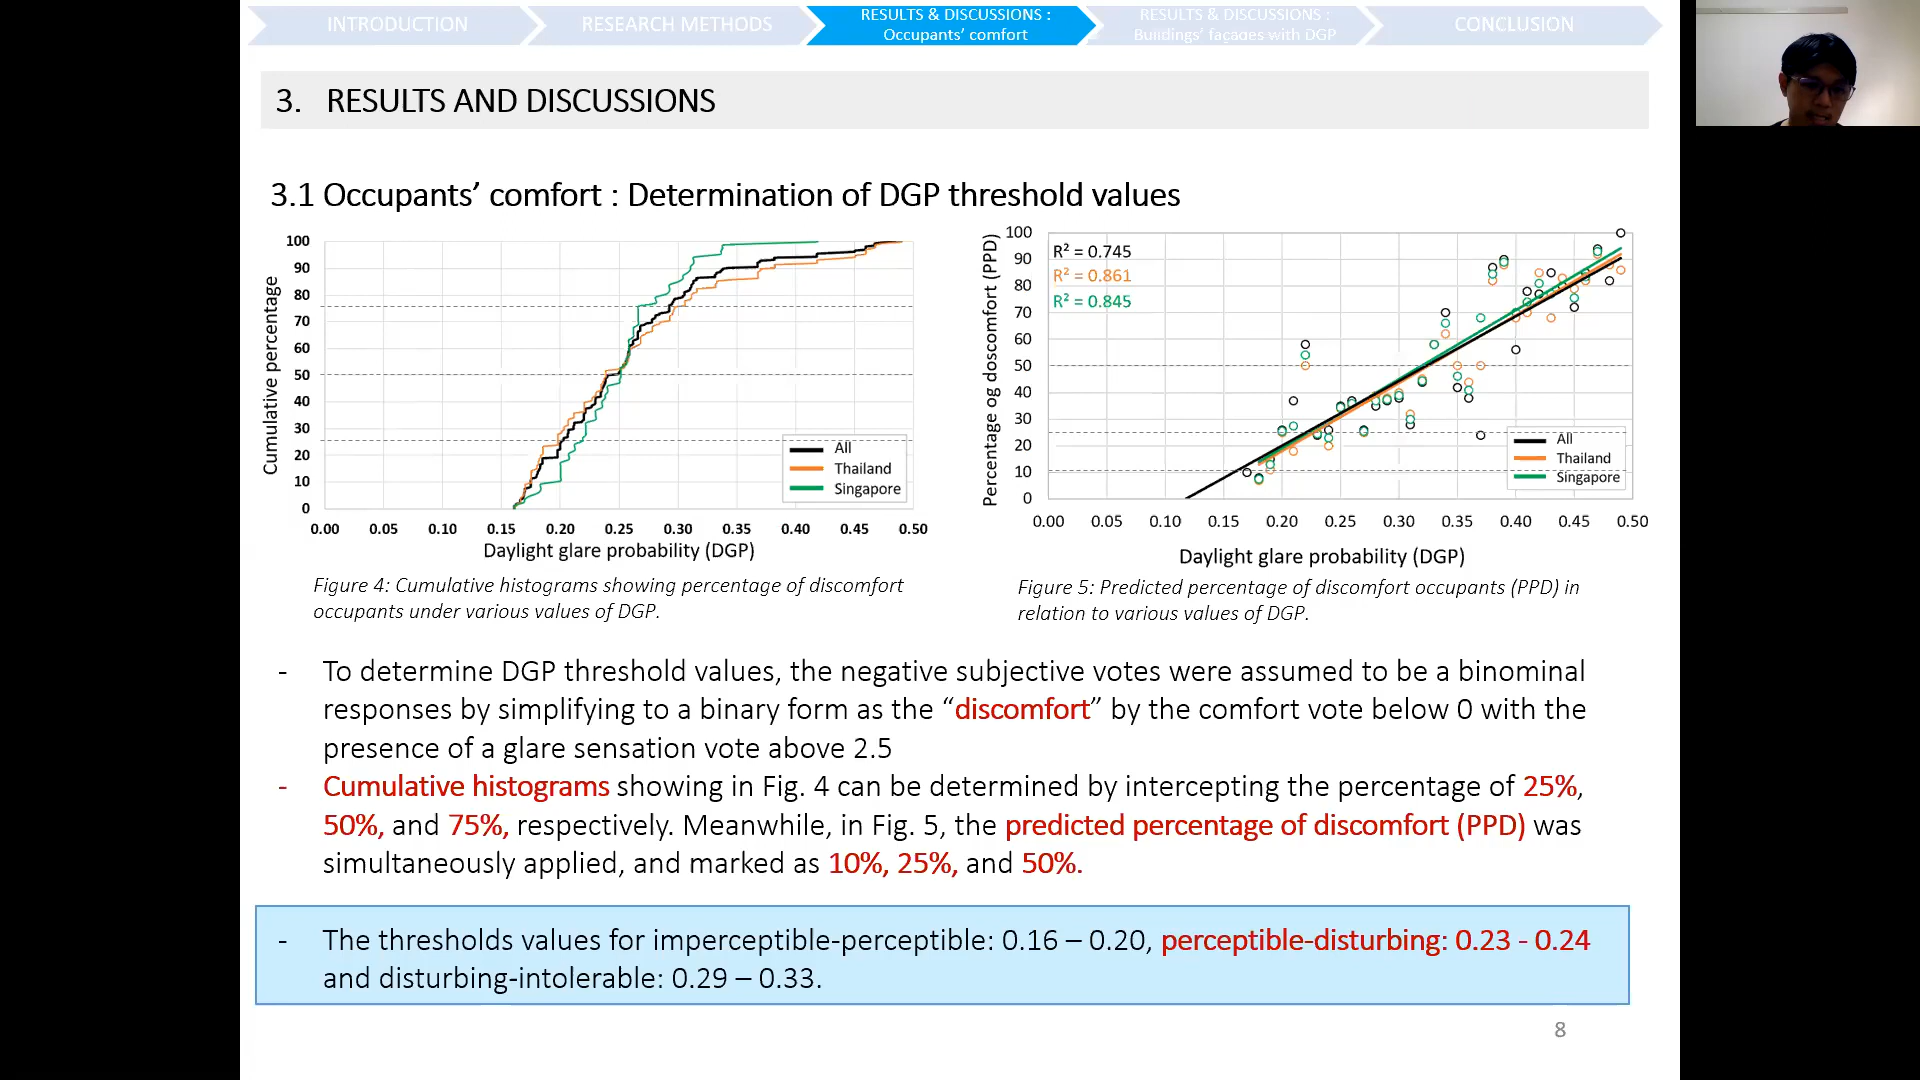 INTRODUCTION
RESEARCH METHODS
RESULTS & DISCUSSIONS :
Occupants’ comfort
RESULTS & DISCUSSIONS :
Buildings’ façades with DGP
CONCLUSION
3. RESULTS AND DISCUSSIONS
3.1 Occupants’ comfort : Determination of DGP threshold values
Cumulative percentage
100
90
80
70
60
50
40
30
20
10
0
All
Thailand
Singapore
0.00 0.05 0.10 0.15 0.20 0.25 0.30 0.35 0.40 0.45 0.50
Daylight glare probability (DGP)
Figure 4: Cumulative histograms showing percentage of discomfort
occupants under various values of DGP.
Percentage og doscomfort (PPD)
100
90
80
70
60
50
40
30
20
10
0
R² = 0.745
R² = 0.861
R² = 0.845
All
Thailand
Singapore
0.00 0.05 0.10 0.15 0.20 0.25 0.30 0.35 0.40 0.45 0.50
Daylight glare probability (DGP)
Figure 5: Predicted percentage of discomfort occupants (PPD) in
relation to various values of DGP.
- To determine DGP threshold values, the negative subjective votes were assumed to be a binominal
responses by simplifying to a binary form as the “discomfort” by the comfort vote below 0 with the
presence of a glare sensation vote above 2.5
- Cumulative histograms showing in Fig. 4 can be determined by intercepting the percentage of 25%,
50%, and 75%, respectively. Meanwhile, in Fig. 5, the predicted percentage of discomfort (PPD) was
simultaneously applied, and marked as 10%, 25%, and 50%.
- The thresholds values for imperceptible-perceptible: 0.16 – 0.20, perceptible-disturbing: 0.23 - 0.24
and disturbing-intolerable: 0.29 – 0.33.
8